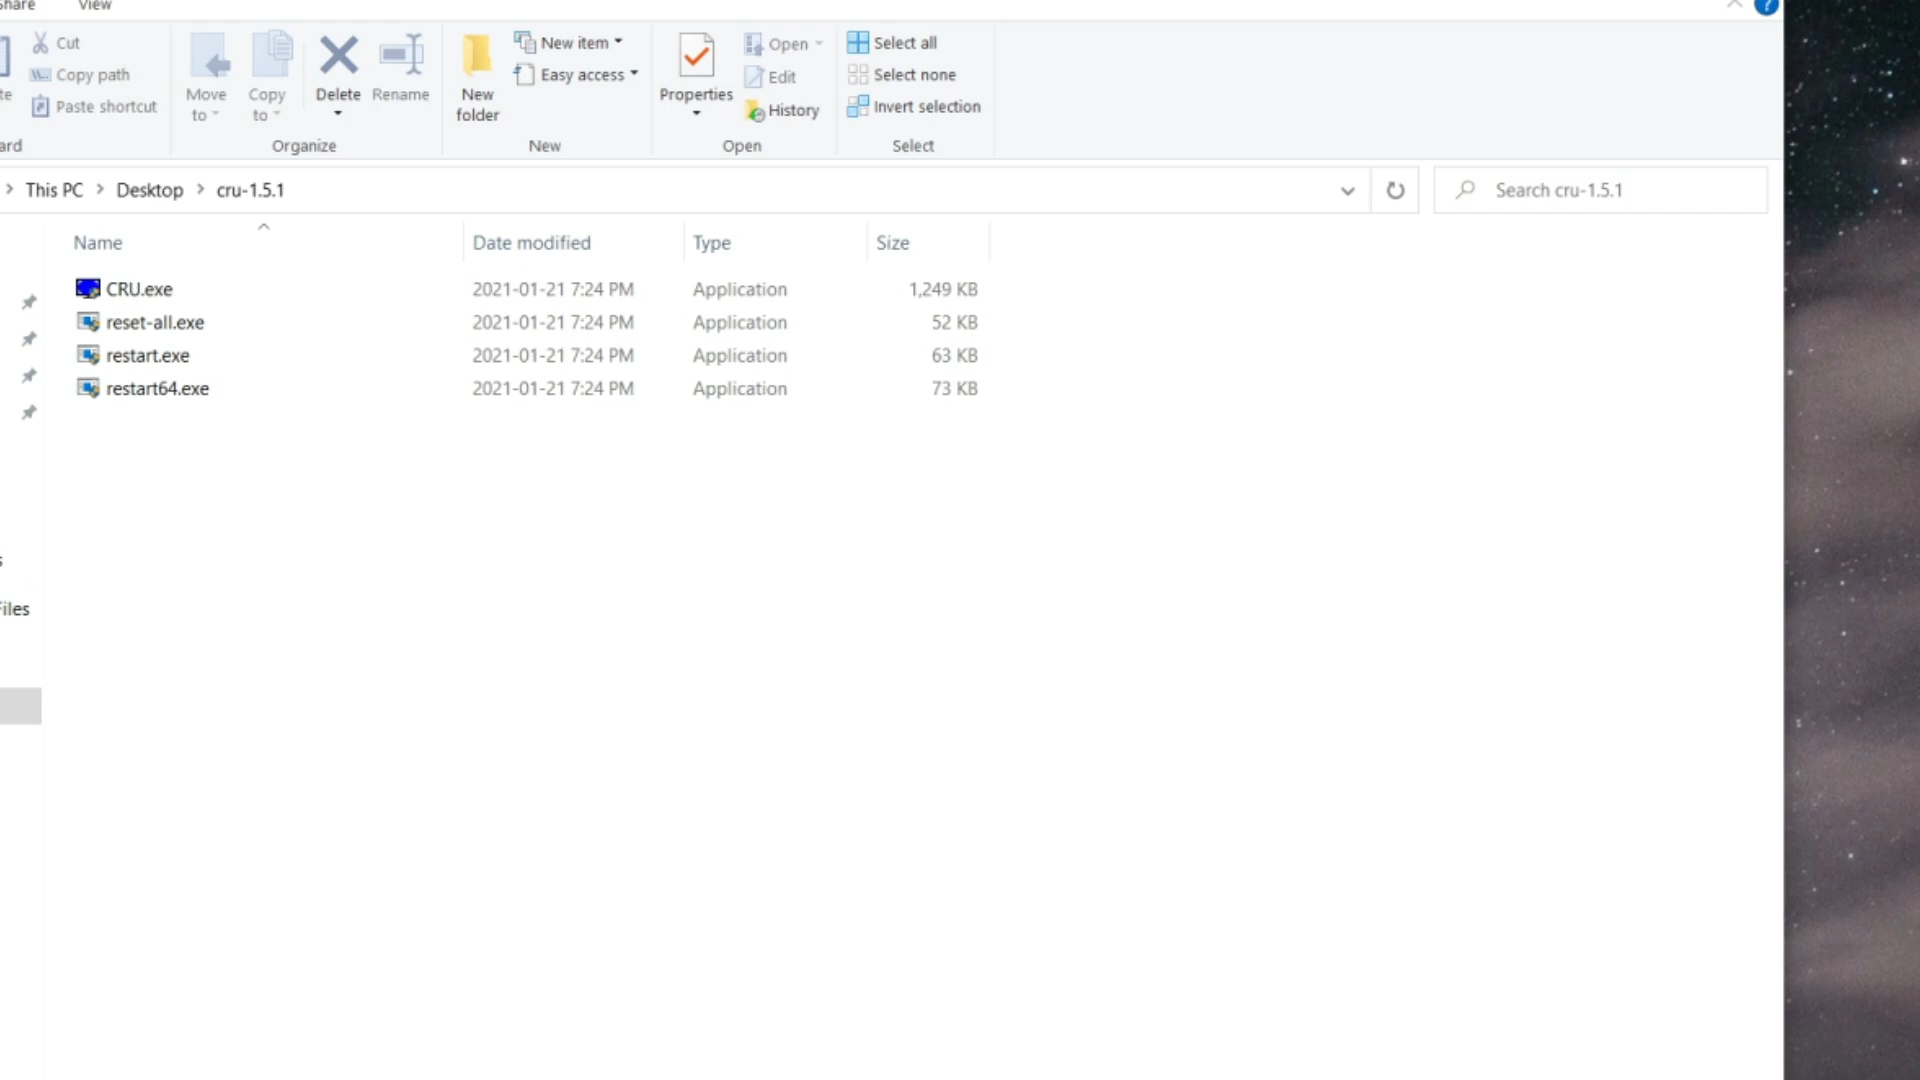 Share View
Cut
Copy path
Paste shortcut
Move to
Copy to
Delete
Rename
Organize
New folder
New item
Easy access
New
Properties
Open
Edit
History
Open
Select all
Select none
Invert selection
Select
This PC > Desktop > cru-1.5.1
Search cru-1.5.1
Name Date modified Type Size
CRU.exe 2021-01-21 7:24 PM Application 1,249 KB
reset-all.exe 2021-01-21 7:24 PM Application 52 KB
restart.exe 2021-01-21 7:24 PM Application 63 KB
restart64.exe 2021-01-21 7:24 PM Application 73 KB
Files